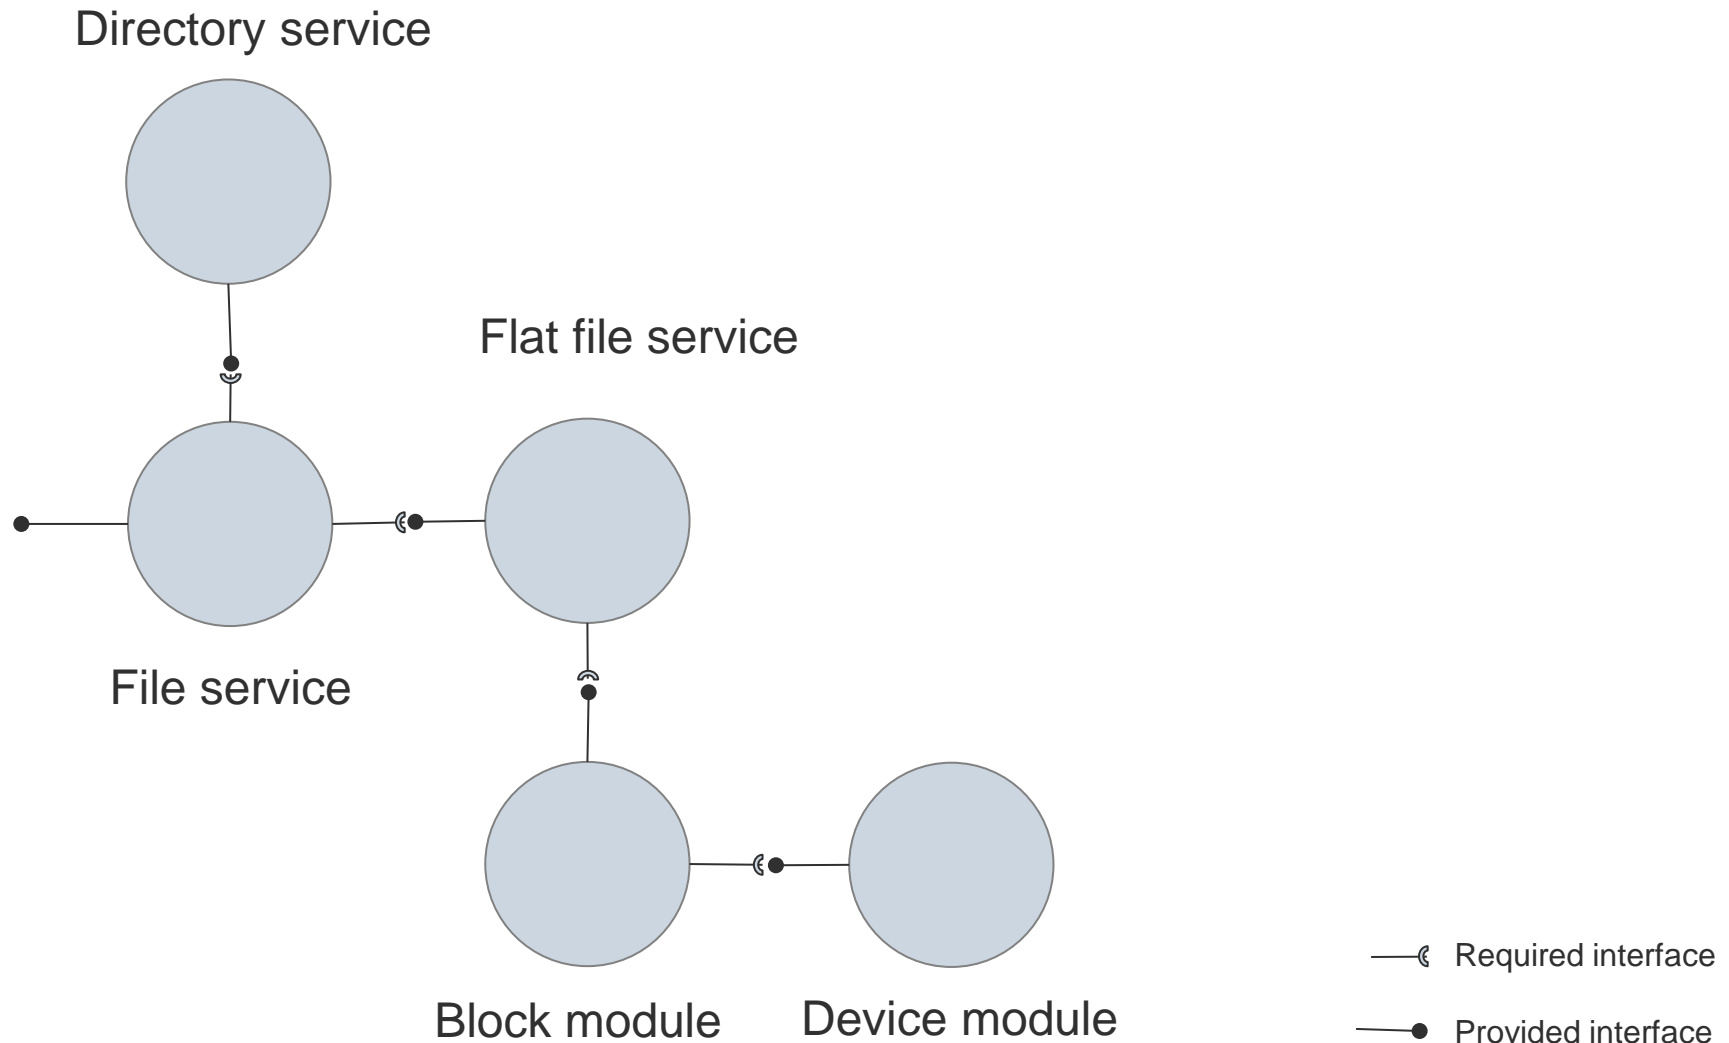 Directory service
Flat file service
File service
Block module
Device module
Required interface
Provided interface